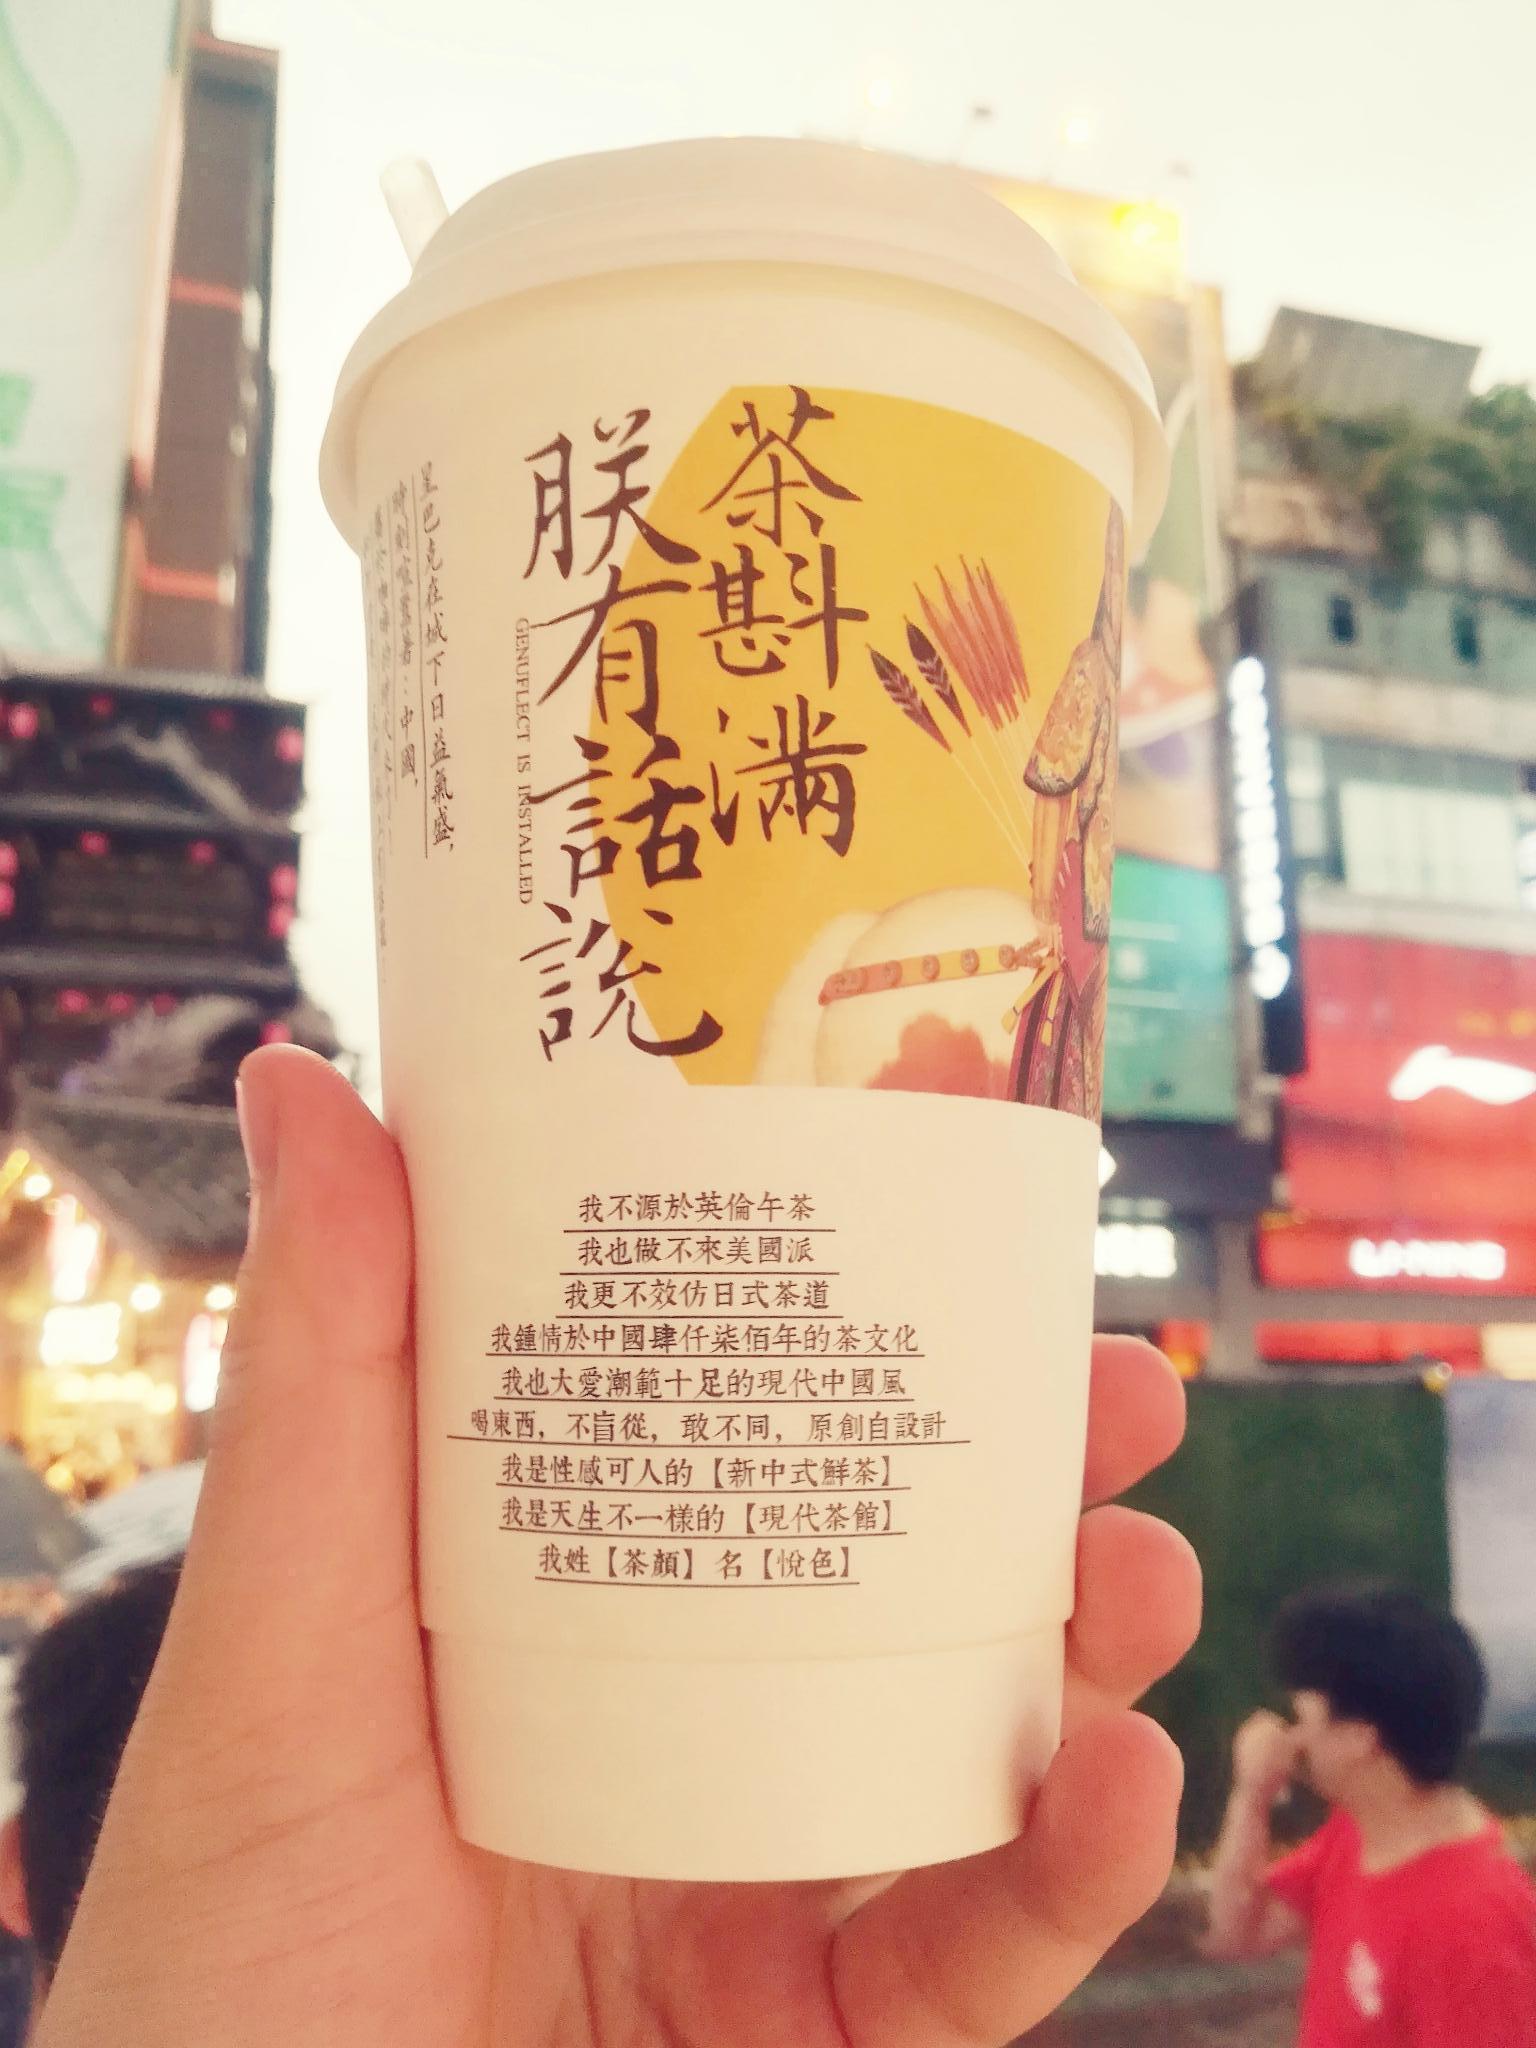 茶斟滿
朕有話說
GENUFLECT IS INSTALLED
星巴克在城下日益氣盛，
我不源於英倫午茶
我也做不來美國派
我更不效仿日式茶道
我鍾情於中國肆仟柒佰年的茶文化
我也大愛潮範十足的現代中國風
喝東西，不盲從，敢不同，原創自設計
我是性感可人的【新中式鮮茶】
我是天生不一樣的【現代茶館】
我姓【茶顏】名【悅色】
LI-NING